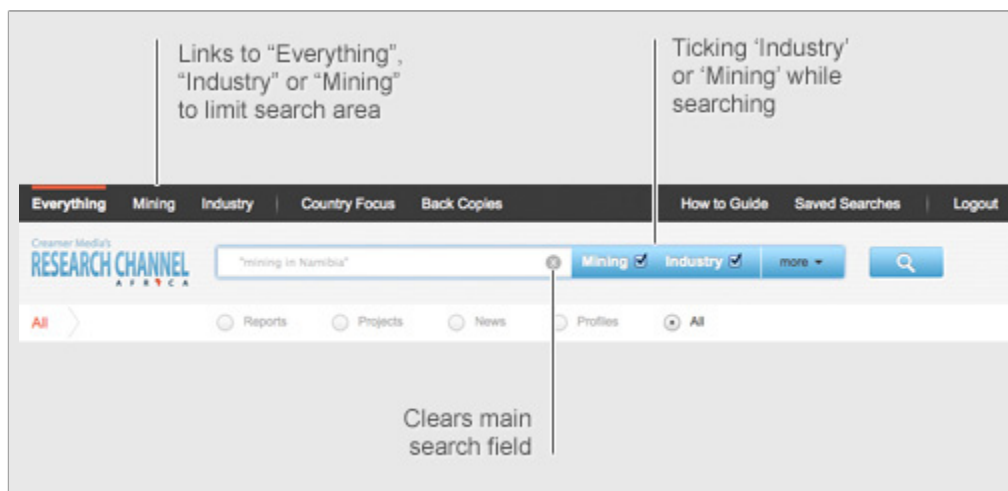 Links to “Everything”,
“Industry” or “Mining”
to limit search area
Ticking ‘Industry’
or ‘Mining’ while
searching
Everything Mining Industry Country Focus Back Copies How to Guide Saved Searches Logout
Creamer Media's
RESEARCH CHANNEL
AFRICA
"mining in Namibia" Mining Industry more
All Reports Projects News Profiles All
Clears main
search field